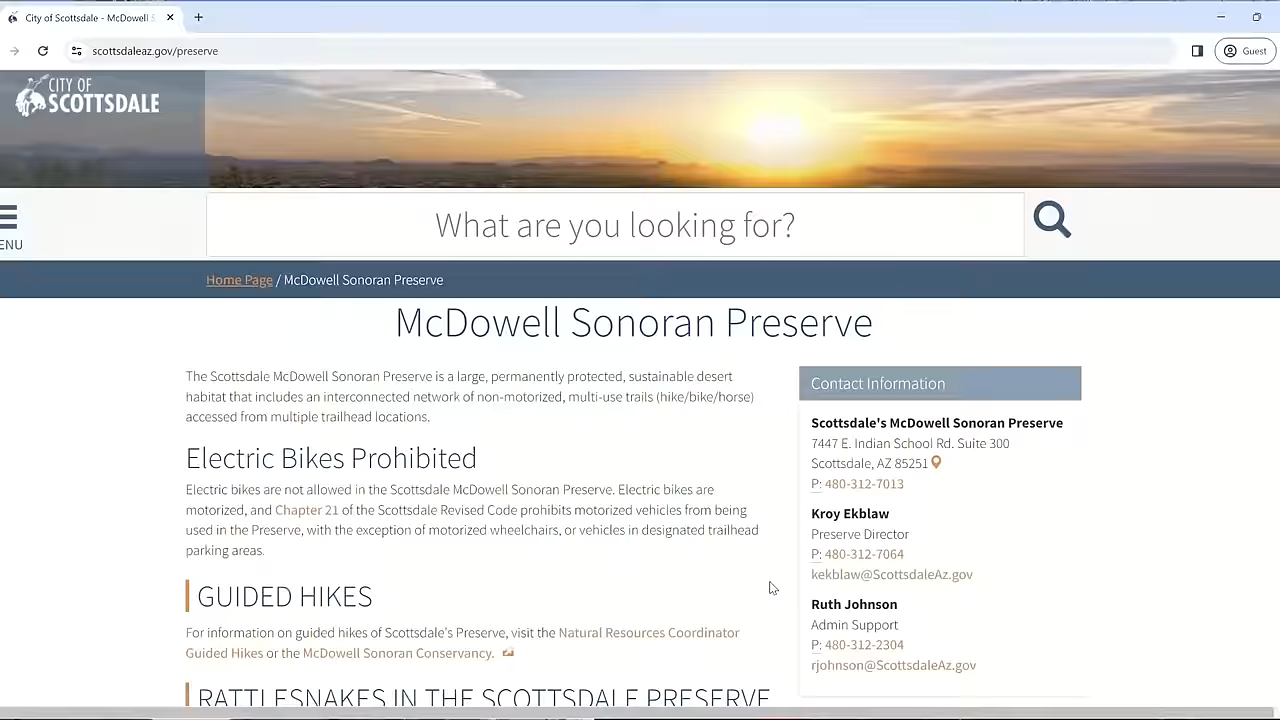 City of Scottsdale - McDowell S
scottsdaleaz.gov/preserve
Guest
CITY OF
SCOTTSDALE
What are you looking for?
ENU
Home Page / McDowell Sonoran Preserve
McDowell Sonoran Preserve
The Scottsdale McDowell Sonoran Preserve is a large, permanently protected, sustainable desert
habitat that includes an interconnected network of non-motorized, multi-use trails (hike/bike/horse)
accessed from multiple trailhead locations.
Electric Bikes Prohibited
Electric bikes are not allowed in the Scottsdale McDowell Sonoran Preserve. Electric bikes are
motorized, and Chapter 21 of the Scottsdale Revised Code prohibits motorized vehicles from being
used in the Preserve, with the exception of motorized wheelchairs, or vehicles in designated trailhead
parking areas.
GUIDED HIKES
For information on guided hikes of Scottsdale's Preserve, visit the Natural Resources Coordinator
Guided Hikes or the McDowell Sonoran Conservancy.
RATTLESNAKES IN THE SCOTTSDALE PRESERVE
Contact Information
Scottsdale's McDowell Sonoran Preserve
7447 E. Indian School Rd. Suite 300
Scottsdale, AZ 85251
P: 480-312-7013
Kroy Ekblaw
Preserve Director
P: 480-312-7064
kekblaw@ScottsdaleAz.gov
Ruth Johnson
Admin Support
P: 480-312-2304
rjohnson@ScottsdaleAz.gov